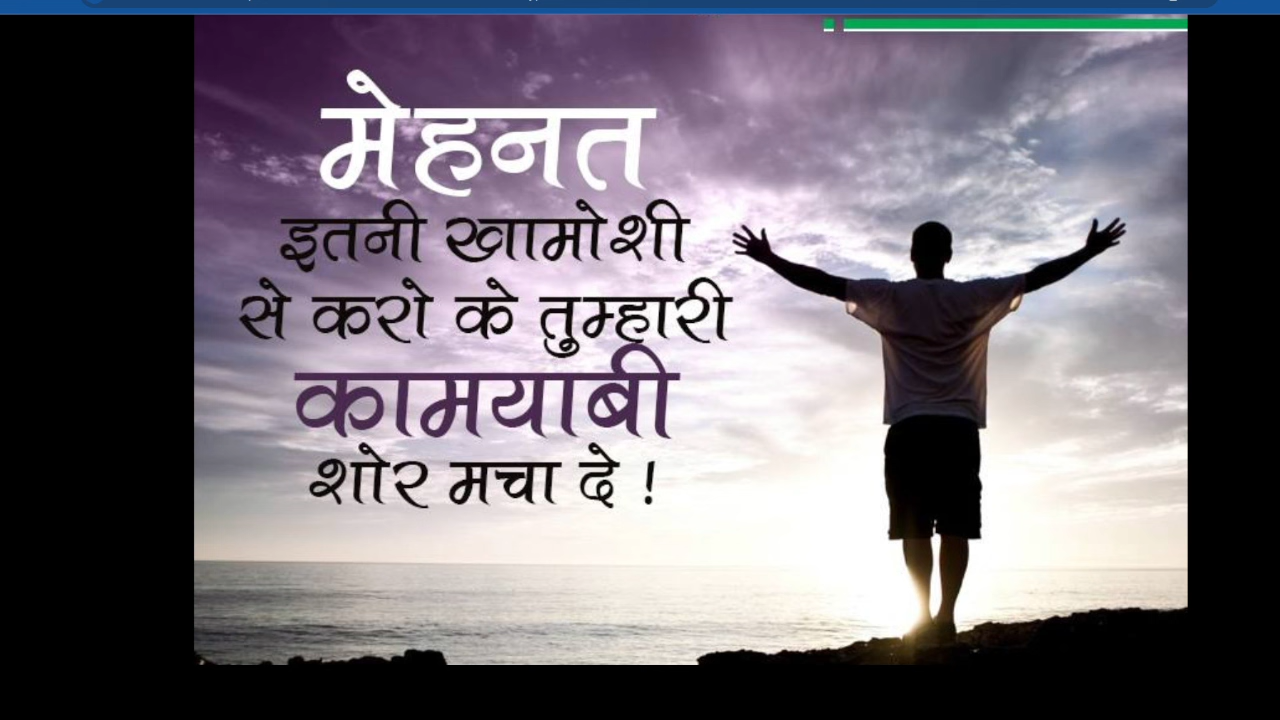 मेहनत
इतनी खामोशी
से करो के तुम्हारी
कामयाबी
शोर मचा दे !